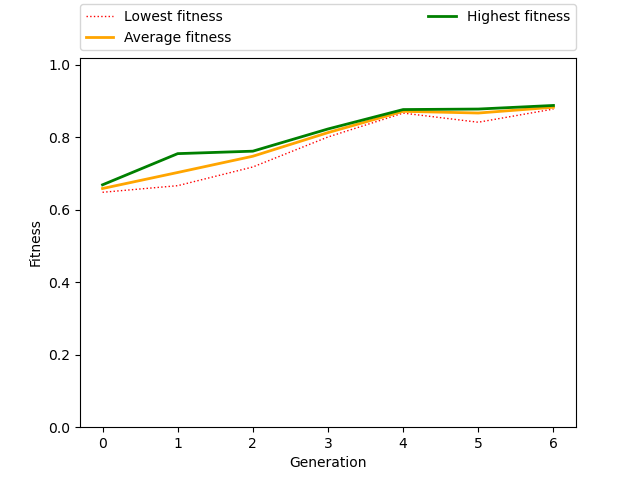 Lowest fitness
Average fitness
Highest fitness
1.0
0.8
0.6
0.4
0.2
0.0
Fitness
0 1 2 3 4 5 6
Generation